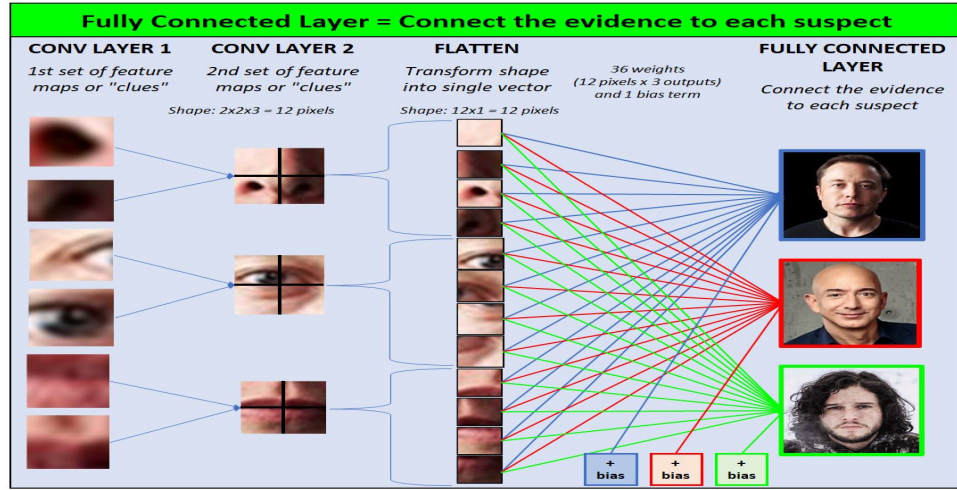 Fully Connected Layer = Connect the evidence to each suspect
CONV LAYER 1
1st set of feature
maps or "clues"
CONV LAYER 2
2nd set of feature
maps or "clues"
Shape: 2x2x3 = 12 pixels
FLATTEN
Transform shape
into single vector
Shape: 12x1 = 12 pixels
36 weights
(12 pixels x 3 outputs)
and 1 bias term
FULLY CONNECTED
LAYER
Connect the evidence
to each suspect
+
bias
+
bias
+
bias